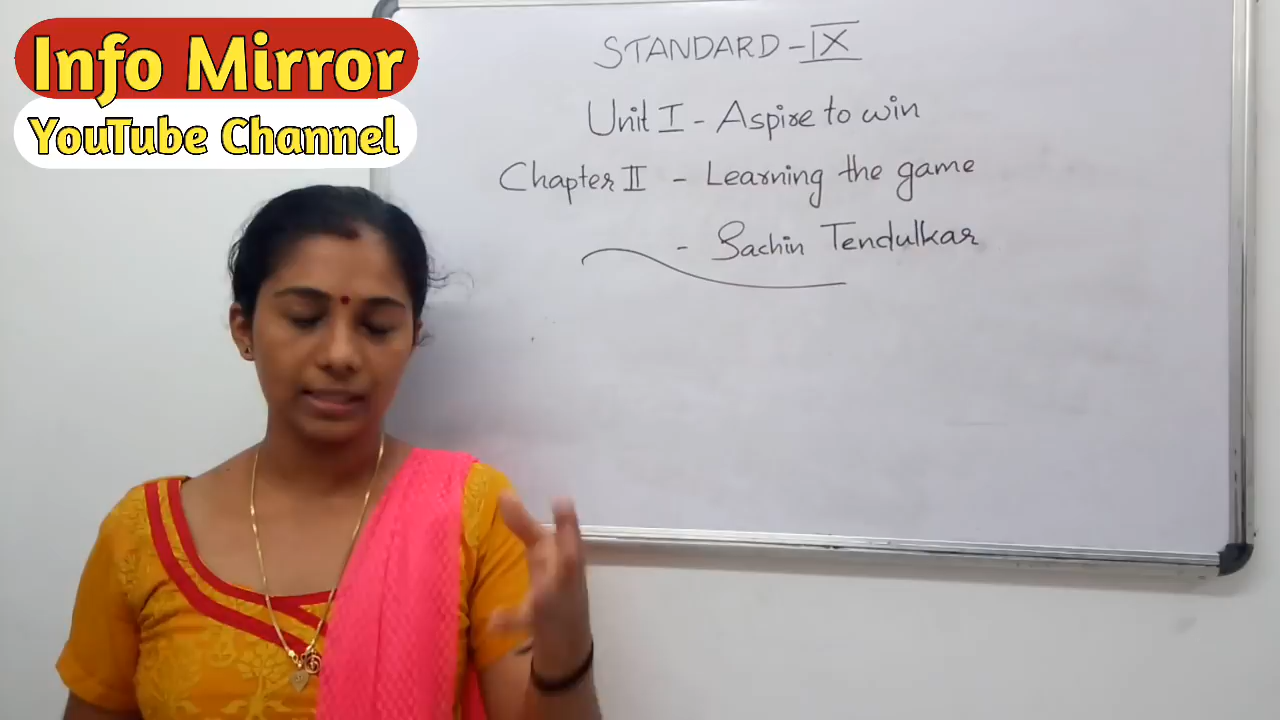 Info Mirror
YouTube Channel
STANDARD - IX
Unit I - Aspire to win
Chapter II - Learning the game
- Sachin Tendulkar